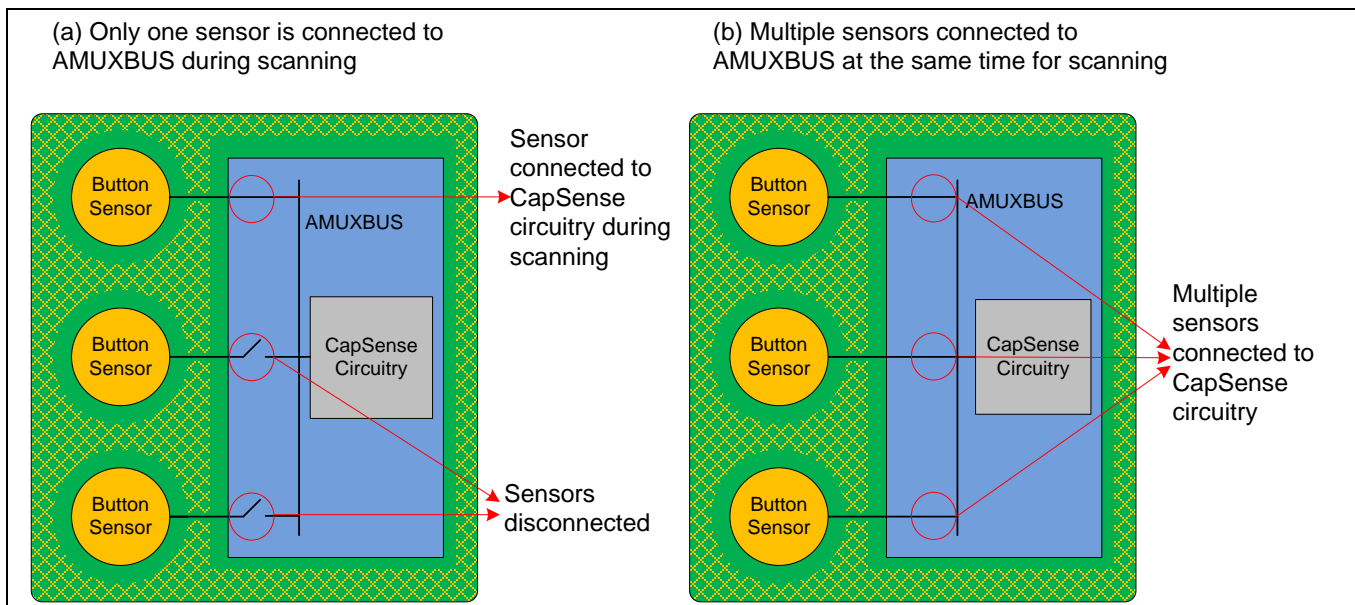 (a) Only one sensor is connected to
AMUXBUS during scanning
Button
Sensor
AMUXBUS
Sensor
connected to
CapSense
circuitry during
scanning
Button
Sensor
CapSense
Circuitry
Button
Sensor
Sensors
disconnected
(b) Multiple sensors connected to
AMUXBUS at the same time for scanning
Button
Sensor
AMUXBUS
Button
Sensor
CapSense
Circuitry
Multiple
sensors
connected to
CapSense
circuitry
Button
Sensor